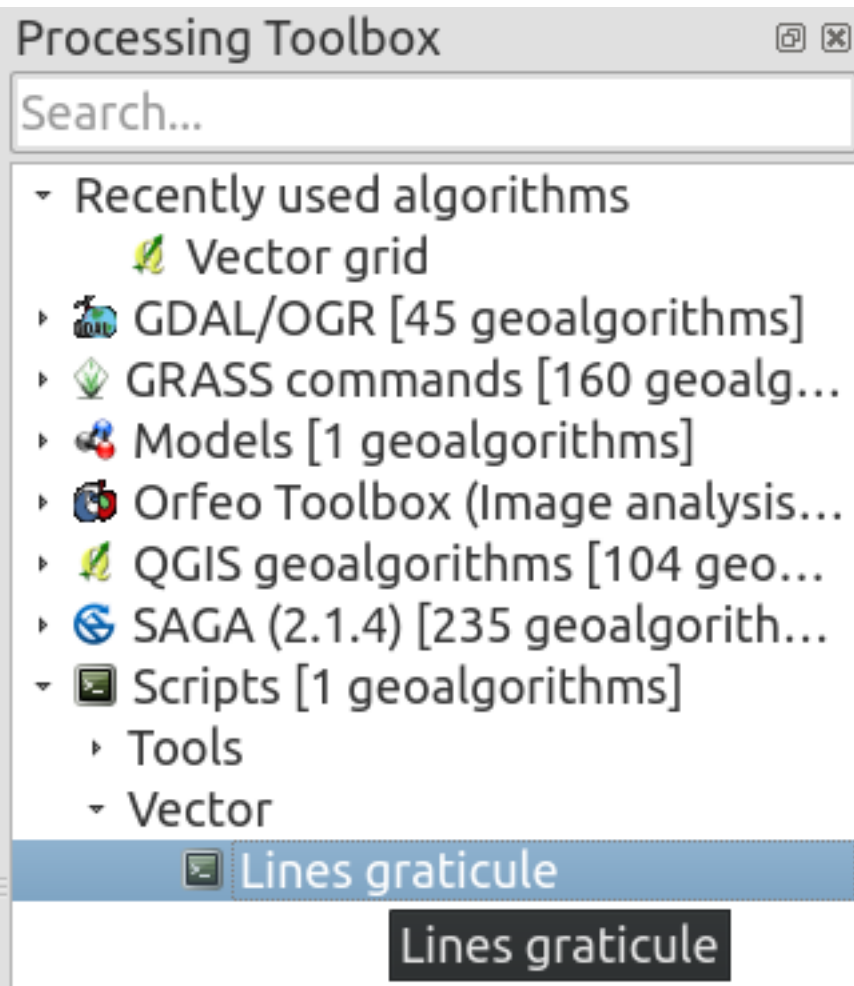 Processing Toolbox
Search...
Recently used algorithms
Vector grid
GDAL/OGR [45 geoalgorithms]
GRASS commands [160 geoalg...
Models [1 geoalgorithms]
Orfeo Toolbox (Image analysis...
QGIS geoalgorithms [104 geo...
SAGA (2.1.4) [235 geoalgorith...
Scripts [1 geoalgorithms]
Tools
Vector
Lines graticule
Lines graticule